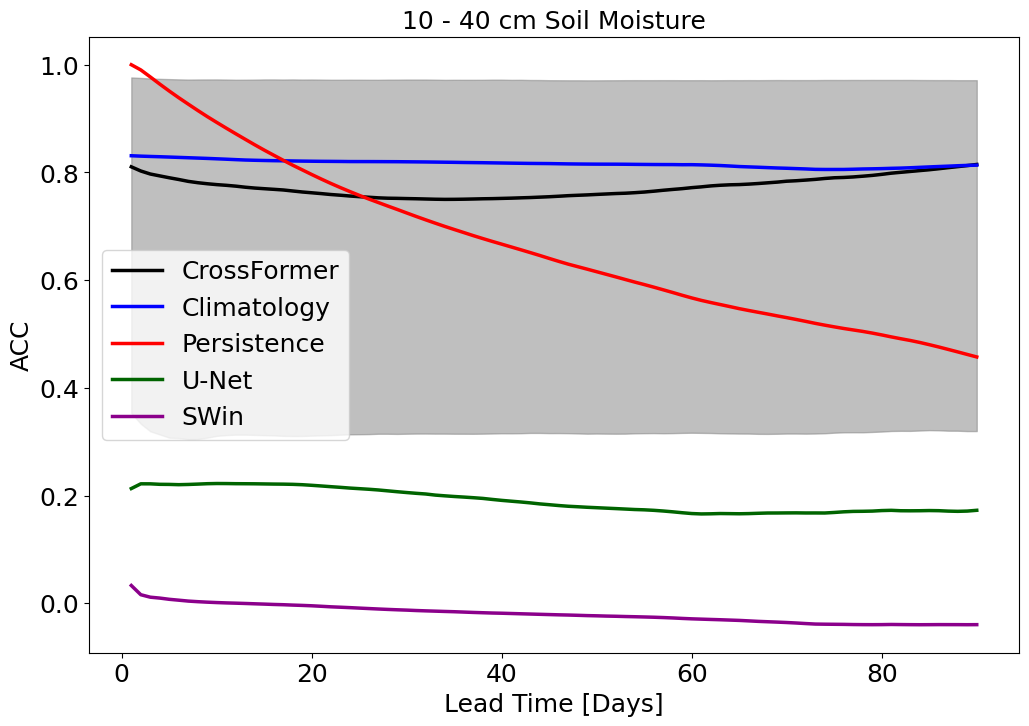 10 - 40 cm Soil Moisture
ACC
1.0
0.8
0.6
0.4
0.2
0.0
CrossFormer
Climatology
Persistence
U-Net
SWin
0 20 40 60 80
Lead Time [Days]